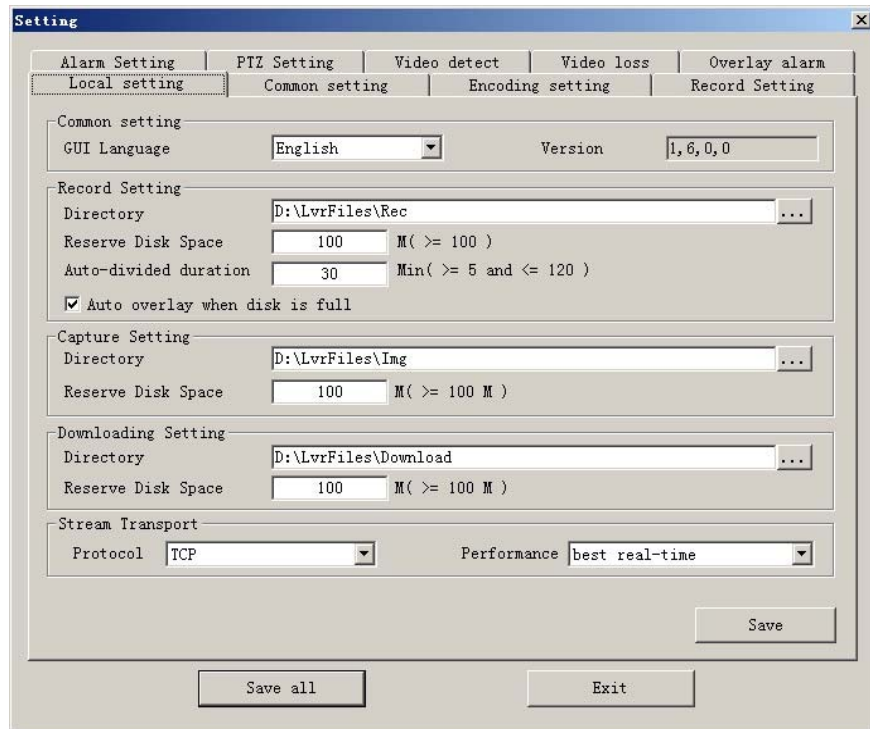 Setting
Alarm Setting PTZ Setting Video detect Video loss Overlay alarm
Local setting Common setting Encoding setting Record Setting
Common setting
GUI Language English Version 1,6,0,0
Record Setting
Directory D:\LvrFiles\Rec ...
Reserve Disk Space 100 M( >= 100 )
Auto-divided duration 30 Min( >= 5 and <= 120 )
Auto overlay when disk is full
Capture Setting
Directory D:\LvrFiles\Img ...
Reserve Disk Space 100 M( >= 100 M )
Downloading Setting
Directory D:\LvrFiles\Download ...
Reserve Disk Space 100 M( >= 100 M )
Stream Transport
Protocol TCP Performance best real-time
Save
Save all Exit